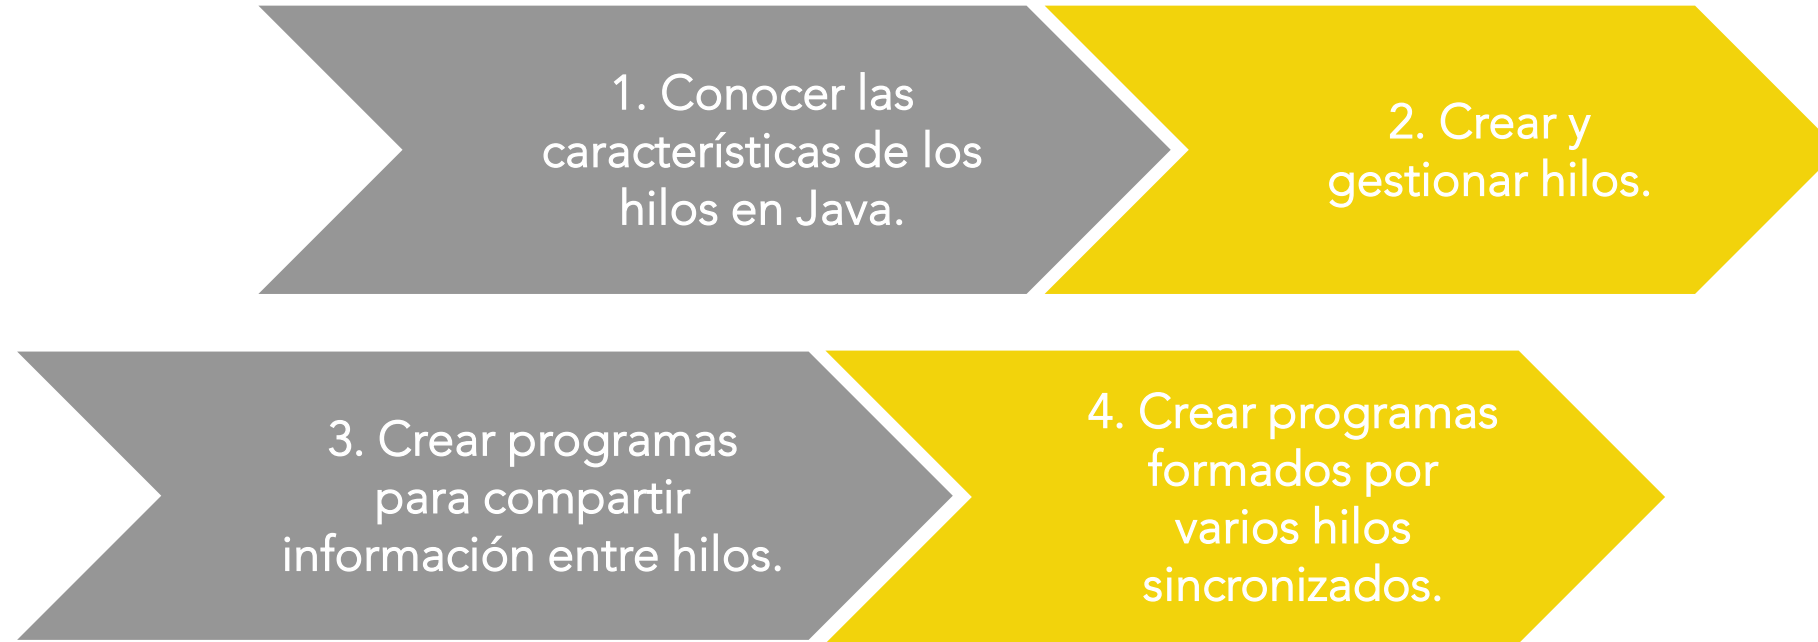 1. Conocer las
características de los
hilos en Java.
2. Crear y
gestionar hilos.
3. Crear programas
para compartir
información entre hilos.
4. Crear programas
formados por
varios hilos
sincronizados.